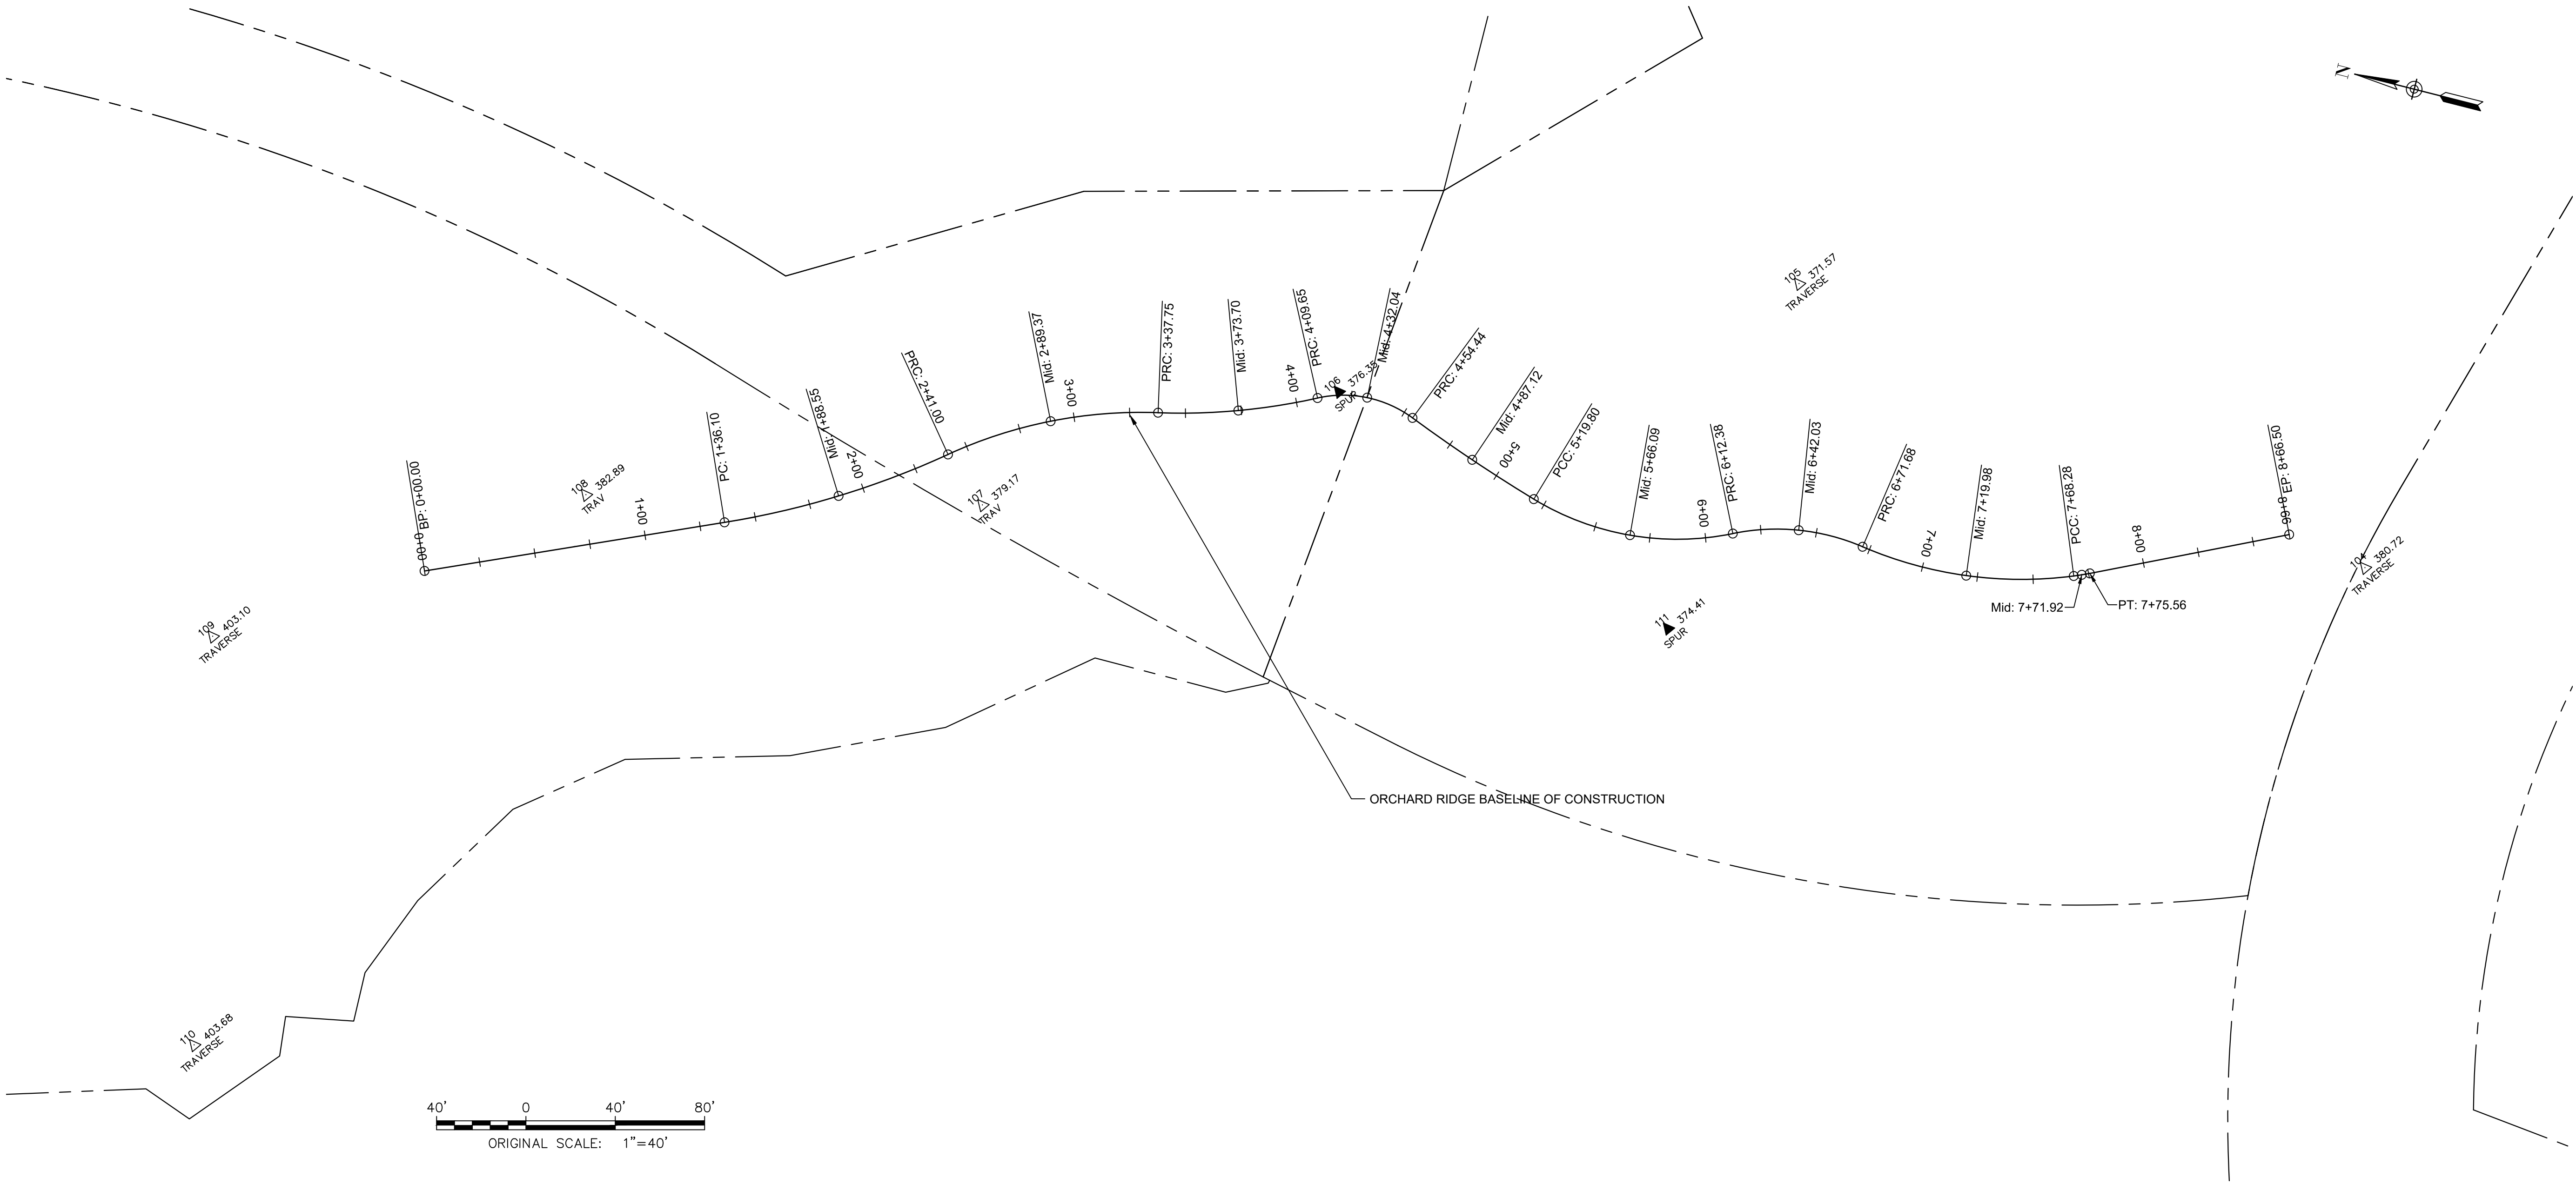 N
105
371.57
TRAVERSE
0+00 BP: 0+00.00
108
382.89
TRAV
1+00
PC: 1+36.10
Mid: 1+88.55
2+00
PRC: 2+41.00
107
379.17
TRAV
Mid: 2+89.37
3+00
PRC: 3+37.75
Mid: 3+73.70
4+00
PRC: 4+09.65
106
376.35
SPUR
Mid: 4+32.04
PRC: 4+54.44
Mid: 4+87.12
5+00
PCC: 5+19.80
Mid: 5+66.09
6+00
PRC: 6+12.38
Mid: 6+42.03
PRC: 6+71.68
7+00
Mid: 7+19.98
PCC: 7+68.28
8+00
8+66 EP: 8+66.50
104
380.72
TRAVERSE
Mid: 7+71.92
PT: 7+75.56
109
403.10
TRAVERSE
111
374.41
SPUR
ORCHARD RIDGE BASELINE OF CONSTRUCTION
110
403.68
TRAVERSE
40' 0 40' 80'
ORIGINAL SCALE: 1"=40'